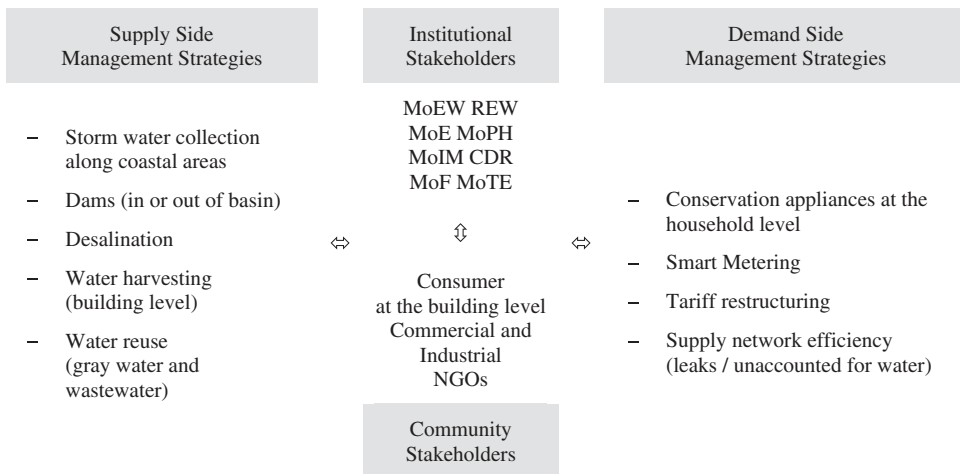 Supply Side
Management Strategies
– Storm water collection
along coastal areas
– Dams (in or out of basin)
– Desalination
– Water harvesting
(building level)
– Water reuse
(gray water and
wastewater)
⇔
Institutional
Stakeholders
MoEW REW
MoE MoPH
MoIM CDR
MoF MoTE
⇕
Consumer
at the building level
Commercial and
Industrial
NGOs
Community
Stakeholders
⇔
Demand Side
Management Strategies
– Conservation appliances at the
household level
– Smart Metering
– Tariff restructuring
– Supply network efficiency
(leaks / unaccounted for water)